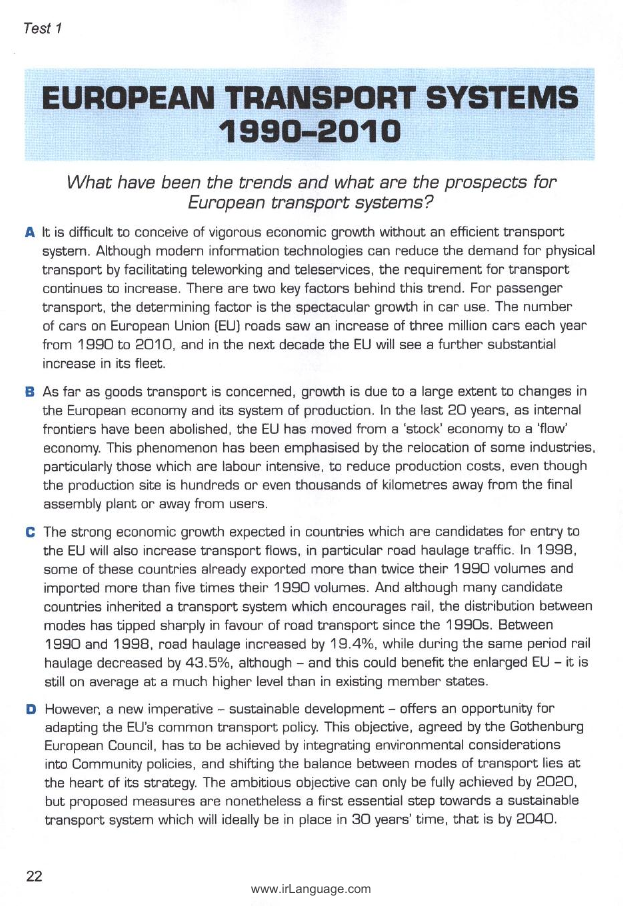 Test 1
EUROPEAN TRANSPORT SYSTEMS
1990–2010
What have been the trends and what are the prospects for
European transport systems?
A It is difficult to conceive of vigorous economic growth without an efficient transport
system. Although modern information technologies can reduce the demand for physical
transport by facilitating teleworking and teleservices, the requirement for transport
continues to increase. There are two key factors behind this trend. For passenger
transport, the determining factor is the spectacular growth in car use. The number
of cars on European Union (EU) roads saw an increase of three million cars each year
from 1990 to 2010, and in the next decade the EU will see a further substantial
increase in its fleet.
B As far as goods transport is concerned, growth is due to a large extent to changes in
the European economy and its system of production. In the last 20 years, as internal
frontiers have been abolished, the EU has moved from a 'stock' economy to a 'flow'
economy. This phenomenon has been emphasised by the relocation of some industries,
particularly those which are labour intensive, to reduce production costs, even though
the production site is hundreds or even thousands of kilometres away from the final
assembly plant or away from users.
C The strong economic growth expected in countries which are candidates for entry to
the EU will also increase transport flows, in particular road haulage traffic. In 1998,
some of these countries already exported more than twice their 1990 volumes and
imported more than five times their 1990 volumes. And although many candidate
countries inherited a transport system which encourages rail, the distribution between
modes has tipped sharply in favour of road transport since the 1990s. Between
1990 and 1998, road haulage increased by 19.4%, while during the same period rail
haulage decreased by 43.5%, although – and this could benefit the enlarged EU – it is
still on average at a much higher level than in existing member states.
D However, a new imperative – sustainable development – offers an opportunity for
adapting the EU's common transport policy. This objective, agreed by the Gothenburg
European Council, has to be achieved by integrating environmental considerations
into Community policies, and shifting the balance between modes of transport lies at
the heart of its strategy. The ambitious objective can only be fully achieved by 2020,
but proposed measures are nonetheless a first essential step towards a sustainable
transport system which will ideally be in place in 30 years' time, that is by 2040.
22
www.irLanguage.com